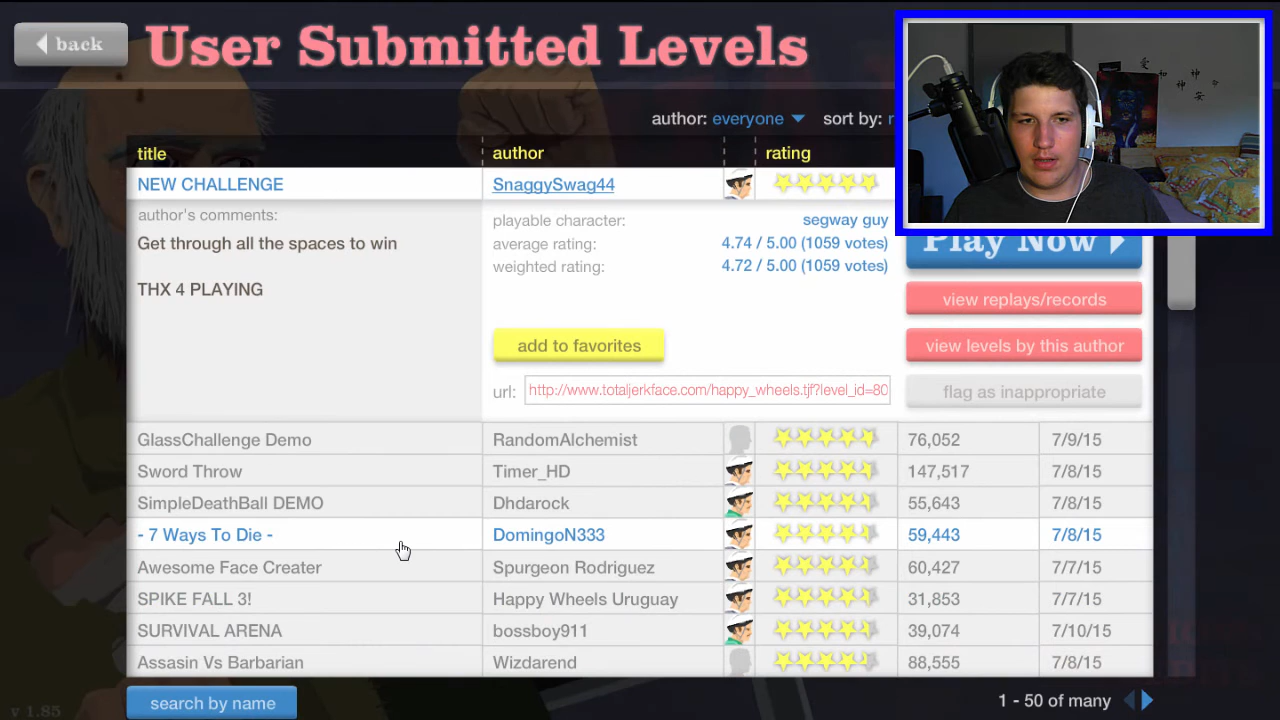 back
User Submitted Levels
author: everyone
sort by:
title
author
rating
NEW CHALLENGE
SnaggySwag44
author's comments:
Get through all the spaces to win
THX 4 PLAYING
playable character: segway guy
average rating: 4.74 / 5.00 (1059 votes)
weighted rating: 4.72 / 5.00 (1059 votes)
add to favorites
url: http://www.totaljerkface.com/happy_wheels.tjf?level_id=80
Play Now
view replays/records
view levels by this author
flag as inappropriate
GlassChallenge Demo RandomAlchemist 76,052 7/9/15
Sword Throw Timer_HD 147,517 7/8/15
SimpleDeathBall DEMO Dhdarock 55,643 7/8/15
- 7 Ways To Die - DomingoN333 59,443 7/8/15
Awesome Face Creater Spurgeon Rodriguez 60,427 7/7/15
SPIKE FALL 3! Happy Wheels Uruguay 31,853 7/7/15
SURVIVAL ARENA bossboy911 39,074 7/10/15
Assasin Vs Barbarian Wizdarend 88,555 7/8/15
search by name
1 - 50 of many
v 1.85